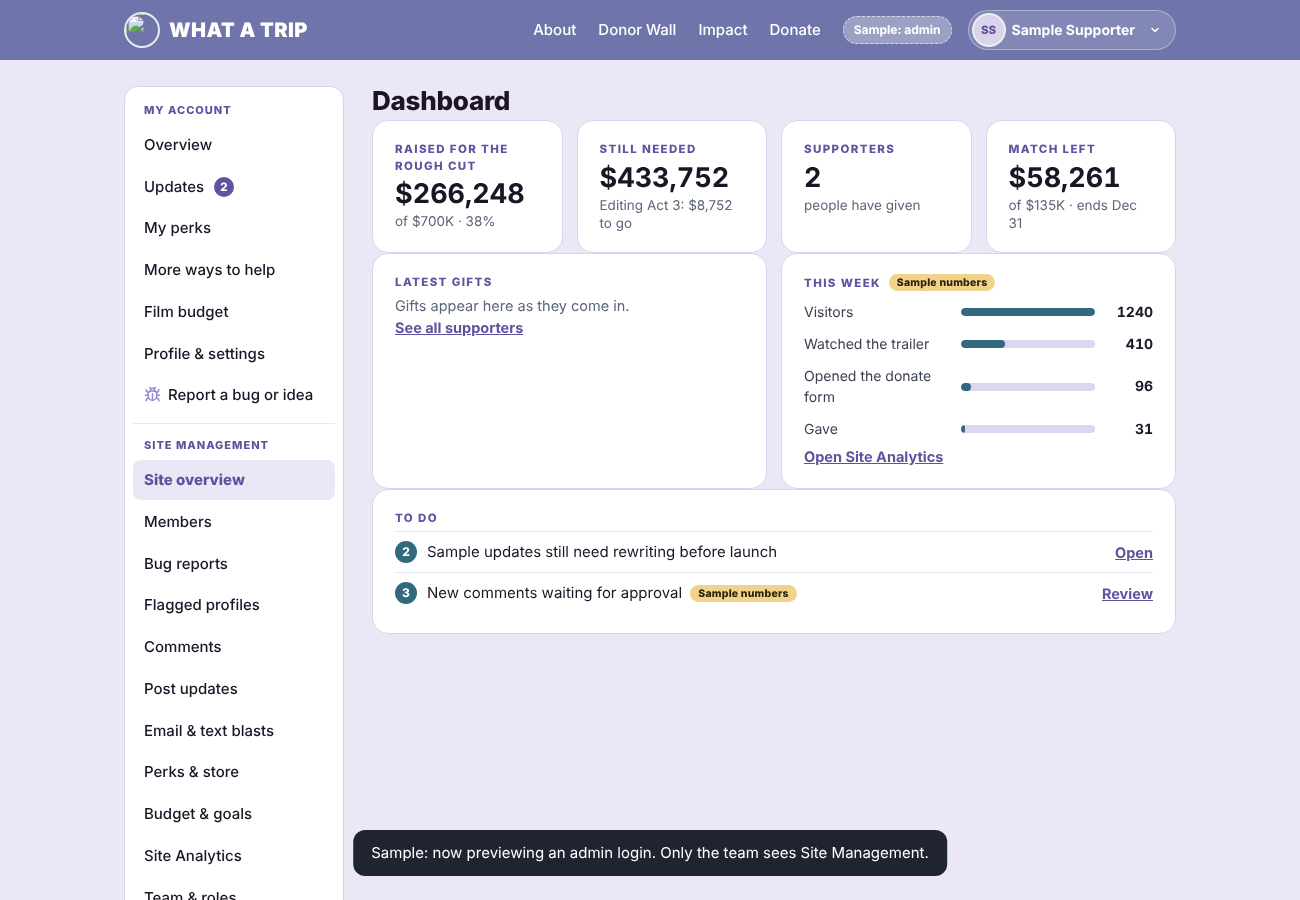 WHAT A TRIP
About
Donor Wall
Impact
Donate
Sample: admin
SS
Sample Supporter
MY ACCOUNT
Overview
Updates 2
My perks
More ways to help
Film budget
Profile & settings
Report a bug or idea
SITE MANAGEMENT
Site overview
Members
Bug reports
Flagged profiles
Comments
Post updates
Email & text blasts
Perks & store
Budget & goals
Site Analytics
Team & roles
Dashboard
RAISED FOR THE
ROUGH CUT
$266,248
of $700K · 38%
STILL NEEDED
$433,752
Editing Act 3: $8,752
to go
SUPPORTERS
2
people have given
MATCH LEFT
$58,261
of $135K · ends Dec
31
LATEST GIFTS
Gifts appear here as they come in.
See all supporters
THIS WEEK Sample numbers
Visitors 1240
Watched the trailer 410
Opened the donate
form 96
Gave 31
Open Site Analytics
TO DO
2 Sample updates still need rewriting before launch Open
3 New comments waiting for approval Sample numbers Review
Sample: now previewing an admin login. Only the team sees Site Management.